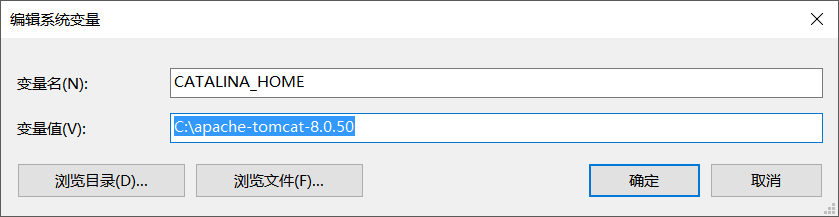 编辑系统变量
变量名(N): CATALINA_HOME
变量值(V): C:\apache-tomcat-8.0.50
浏览目录(D)... 浏览文件(F)... 确定 取消